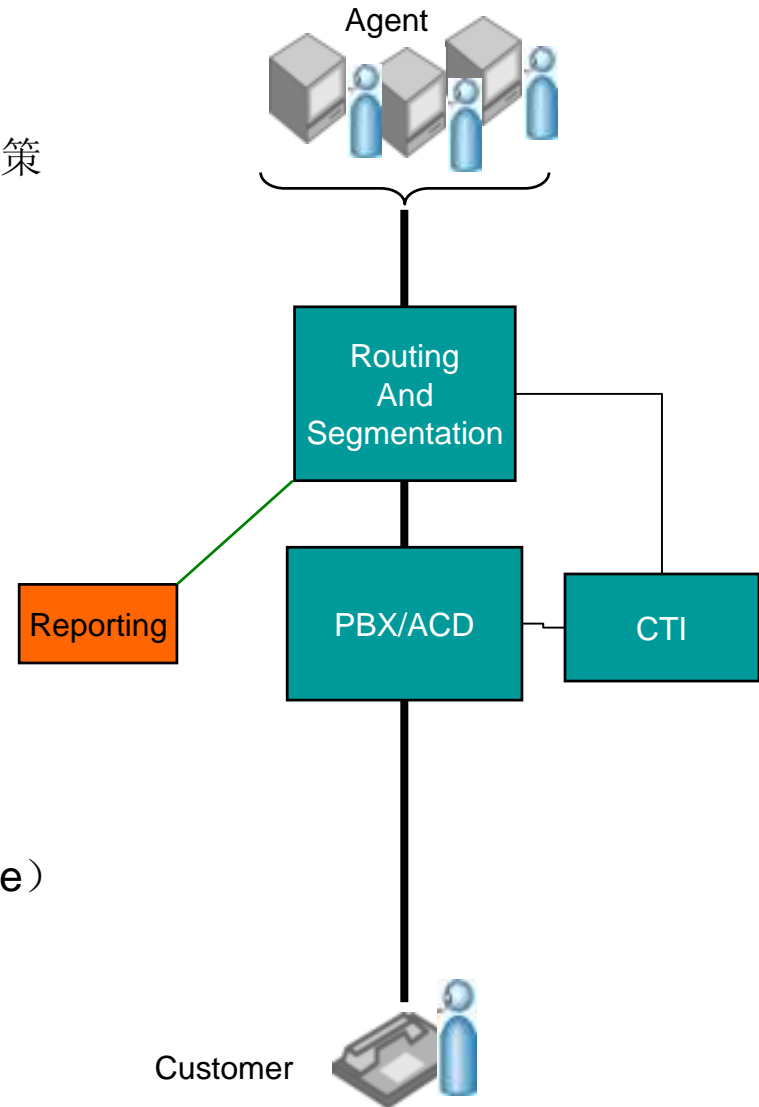 Agent
策
Routing
And
Segmentation
Reporting
PBX/ACD
CTI
e）
Customer